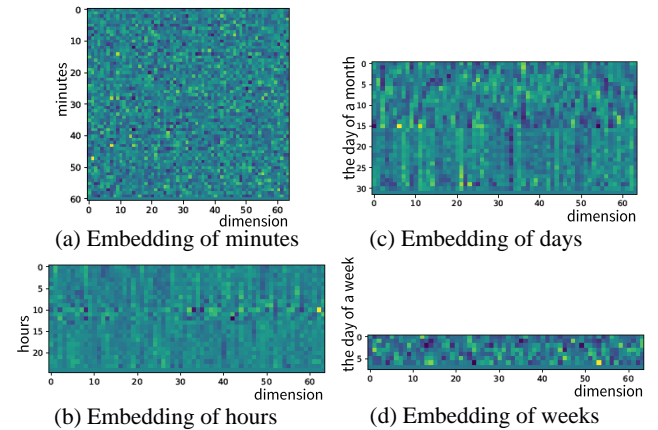 0
10
20
30
40
50
60
minutes
0 10 20 30 40 50 60
dimension
(a) Embedding of minutes
0
5
10
15
20
25
30
the day of a month
0 10 20 30 40 50 60
dimension
(c) Embedding of days
0
5
10
15
20
hours
0 10 20 30 40 50 60
dimension
(b) Embedding of hours
0
5
the day of a week
0 10 20 30 40 50 60
dimension
(d) Embedding of weeks